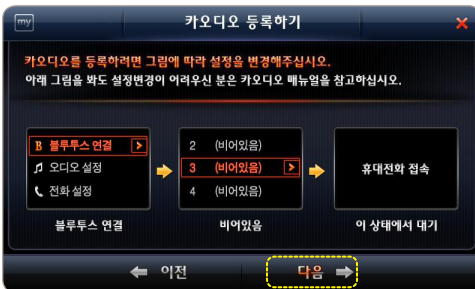 my
카오디오 등록하기
카오디오를 등록하려면 그림에 따라 설정을 변경해주십시오.
아래 그림을 봐도 설정변경이 어려우신 분은 카오디오 매뉴얼을 참고하십시오.
B 블루투스 연결
오디오 설정
전화 설정
2 (비어있음)
3 (비어있음)
4 (비어있음)
휴대전화 접속
블루투스 연결
비어있음
이 상태에서 대기
이전
다음